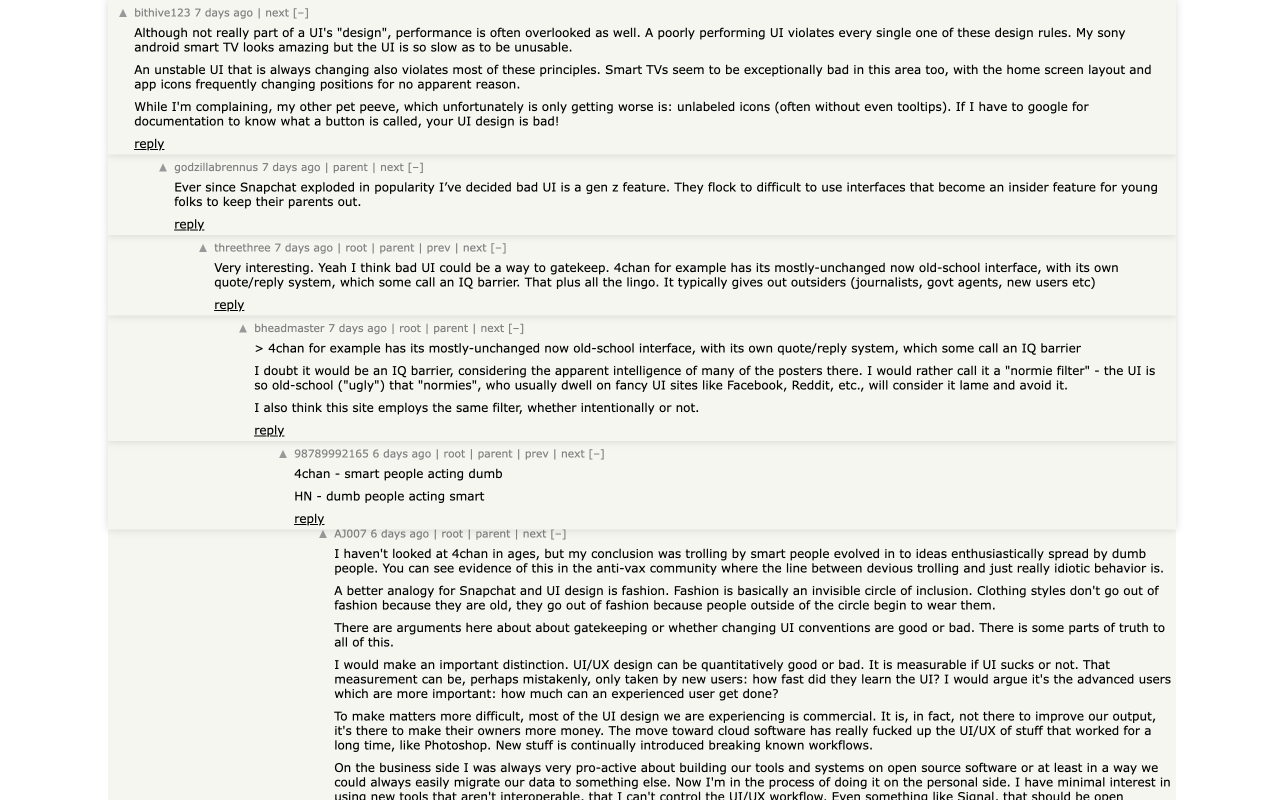 ▲ bithive123 7 days ago | next [–]
Although not really part of a UI's "design", performance is often overlooked as well. A poorly performing UI violates every single one of these design rules. My sony
android smart TV looks amazing but the UI is so slow as to be unusable.
An unstable UI that is always changing also violates most of these principles. Smart TVs seem to be exceptionally bad in this area too, with the home screen layout and
app icons frequently changing positions for no apparent reason.
While I'm complaining, my other pet peeve, which unfortunately is only getting worse is: unlabeled icons (often without even tooltips). If I have to google for
documentation to know what a button is called, your UI design is bad!
reply
▲ godzillabrennus 7 days ago | parent | next [–]
Ever since Snapchat exploded in popularity I’ve decided bad UI is a gen z feature. They flock to difficult to use interfaces that become an insider feature for young
folks to keep their parents out.
reply
▲ threethree 7 days ago | root | parent | prev | next [–]
Very interesting. Yeah I think bad UI could be a way to gatekeep. 4chan for example has its mostly-unchanged now old-school interface, with its own
quote/reply system, which some call an IQ barrier. That plus all the lingo. It typically gives out outsiders (journalists, govt agents, new users etc)
reply
▲ bheadmaster 7 days ago | root | parent | next [–]
> 4chan for example has its mostly-unchanged now old-school interface, with its own quote/reply system, which some call an IQ barrier
I doubt it would be an IQ barrier, considering the apparent intelligence of many of the posters there. I would rather call it a "normie filter" - the UI is
so old-school ("ugly") that "normies", who usually dwell on fancy UI sites like Facebook, Reddit, etc., will consider it lame and avoid it.
I also think this site employs the same filter, whether intentionally or not.
reply
▲ 98789992165 6 days ago | root | parent | prev | next [–]
4chan - smart people acting dumb
HN - dumb people acting smart
reply
▲ AJ007 6 days ago | root | parent | next [–]
I haven't looked at 4chan in ages, but my conclusion was trolling by smart people evolved in to ideas enthusiastically spread by dumb
people. You can see evidence of this in the anti-vax community where the line between devious trolling and just really idiotic behavior is.
A better analogy for Snapchat and UI design is fashion. Fashion is basically an invisible circle of inclusion. Clothing styles don't go out of
fashion because they are old, they go out of fashion because people outside of the circle begin to wear them.
There are arguments here about about gatekeeping or whether changing UI conventions are good or bad. There is some parts of truth to
all of this.
I would make an important distinction. UI/UX design can be quantitatively good or bad. It is measurable if UI sucks or not. That
measurement can be, perhaps mistakenly, only taken by new users: how fast did they learn the UI? I would argue it's the advanced users
which are more important: how much can an experienced user get done?
To make matters more difficult, most of the UI design we are experiencing is commercial. It is, in fact, not there to improve our output,
it's there to make their owners more money. The move toward cloud software has really fucked up the UI/UX of stuff that worked for a
long time, like Photoshop. New stuff is continually introduced breaking known workflows.
On the business side I was always very pro-active about building our tools and systems on open source software or at least in a way we
could always easily migrate our data to something else. Now I'm in the process of doing it on the personal side. I have minimal interest in
using new tools that aren't interoperable, that I can't control the UI/UX workflow. Even something like Signal, that should be open